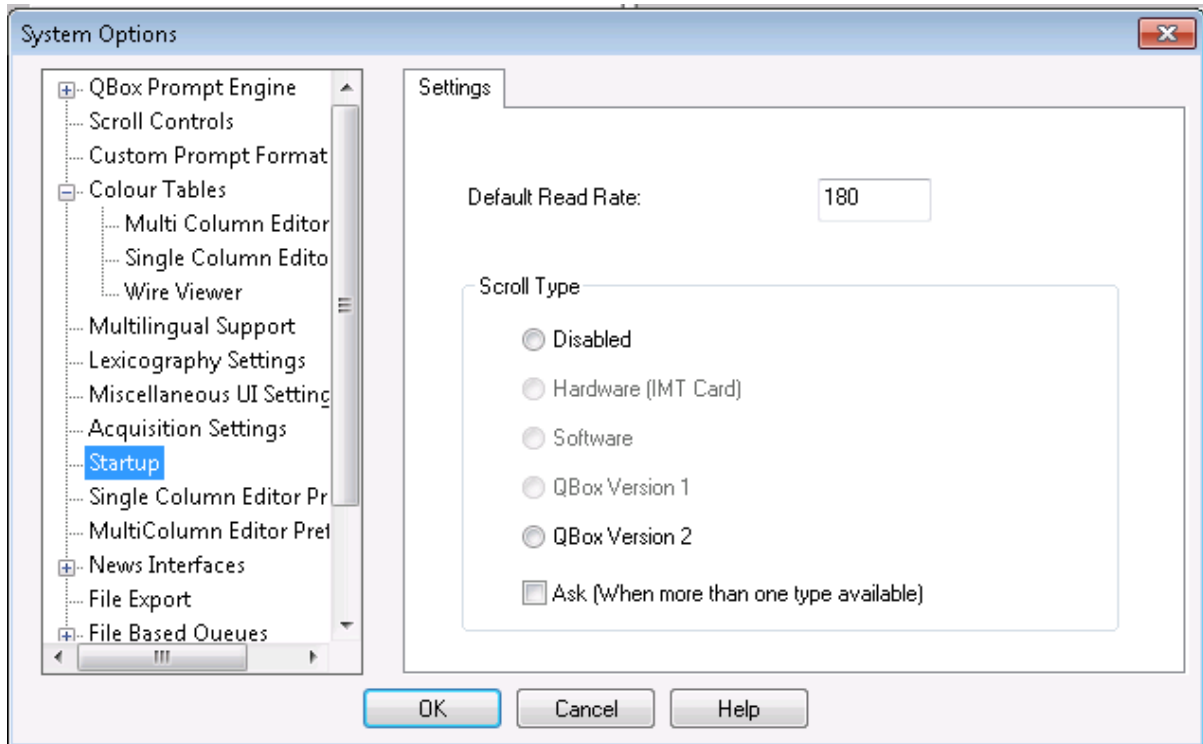 System Options
QBox Prompt Engine
Scroll Controls
Custom Prompt Format
Colour Tables
Multi Column Editor
Single Column Edito
Wire Viewer
Multilingual Support
Lexicography Settings
Miscellaneous UI Setting
Acquisition Settings
Startup
Single Column Editor Pr
MultiColumn Editor Pref
News Interfaces
File Export
File Based Queues
Settings
Default Read Rate: 180
Scroll Type
Disabled
Hardware (IMT Card)
Software
QBox Version 1
QBox Version 2
Ask (When more than one type available)
OK Cancel Help